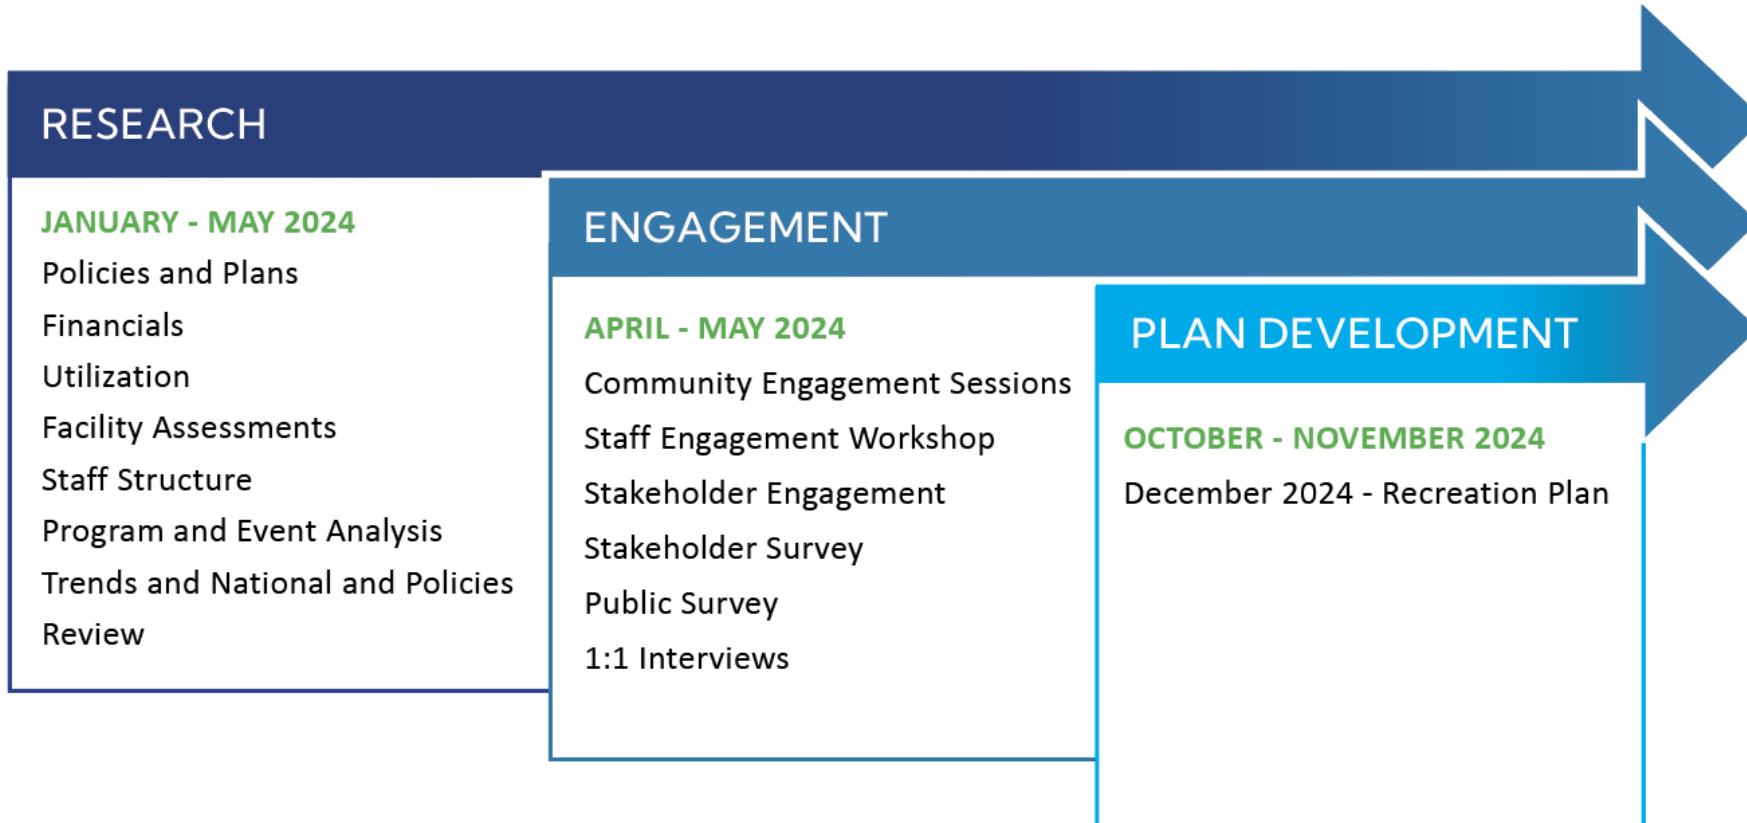 RESEARCH
JANUARY - MAY 2024
Policies and Plans
Financials
Utilization
Facility Assessments
Staff Structure
Program and Event Analysis
Trends and National and Policies
Review
ENGAGEMENT
APRIL - MAY 2024
Community Engagement Sessions
Staff Engagement Workshop
Stakeholder Engagement
Stakeholder Survey
Public Survey
1:1 Interviews
PLAN DEVELOPMENT
OCTOBER - NOVEMBER 2024
December 2024 - Recreation Plan